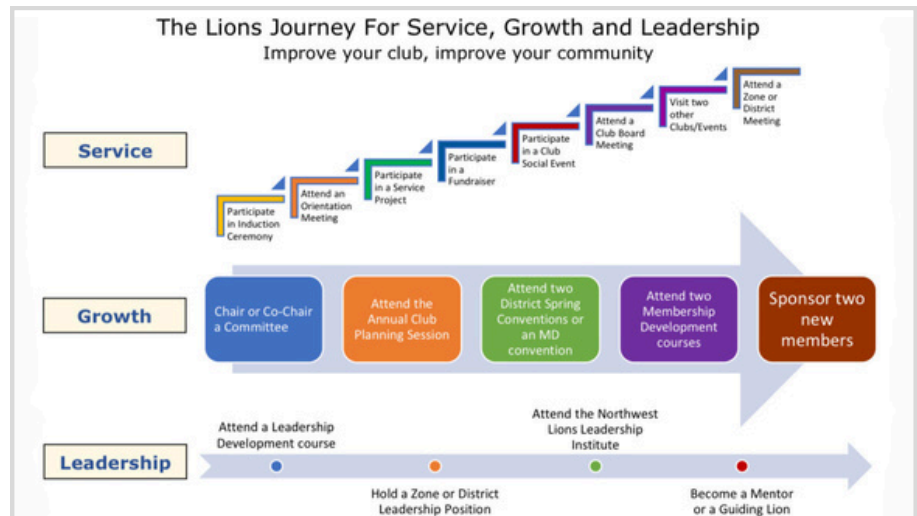 The Lions Journey For Service, Growth and Leadership
Improve your club, improve your community
Service
Participate
in Induction
Ceremony
Attend an
Orientation
Meeting
Participate
in a Service
Project
Participate
in a
Fundraiser
Participate
in a Club
Social Event
Attend a
Club Board
Meeting
Visit two
other
Clubs/Events
Attend a
Zone or
District
Meeting
Growth
Chair or Co-Chair
a Committee
Attend the
Annual Club
Planning Session
Attend two
District Spring
Conventions or
an MD
convention
Attend two
Membership
Development
courses
Sponsor two
new
members
Leadership
Attend a Leadership
Development course
Hold a Zone or District
Leadership Position
Attend the Northwest
Lions Leadership
Institute
Become a Mentor
or a Guiding Lion